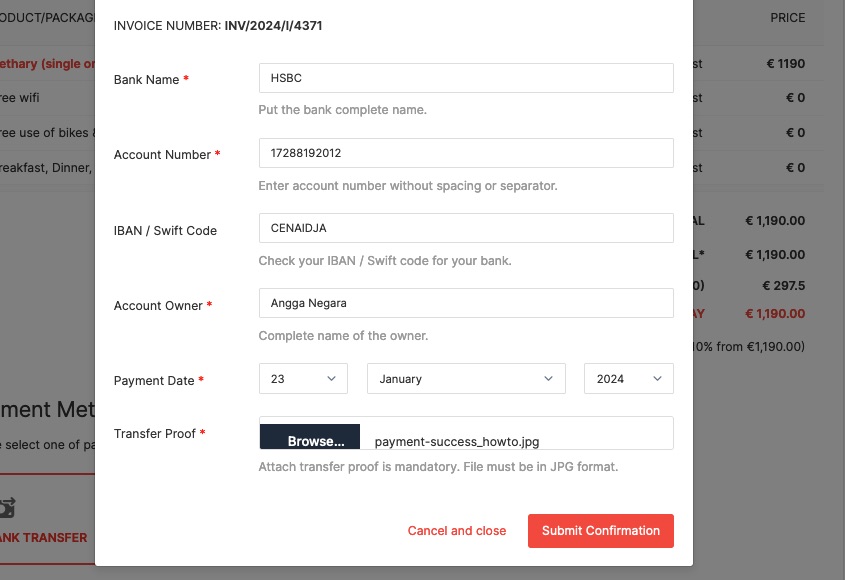 ODUCT/PACKAG PRICE
INVOICE NUMBER: INV/2024/I/4371
ethary (single or st € 1190
Bank Name * HSBC
Put the bank complete name.
ree wifi st € 0
ree use of bikes & st € 0
Account Number * 17288192012
Enter account number without spacing or separator.
reakfast, Dinner, st € 0
IBAN / Swift Code CENAIDJA
Check your IBAN / Swift code for your bank.
AL € 1,190.00
L* € 1,190.00
0) € 297.5
Account Owner * Angga Negara
Complete name of the owner.
AY € 1,190.00
10% from €1,190.00)
Payment Date * 23 January 2024
ment Met
Transfer Proof * Browse... payment-success_howto.jpg
Attach transfer proof is mandatory. File must be in JPG format.
e select one of pa
ANK TRANSFER
Cancel and close Submit Confirmation